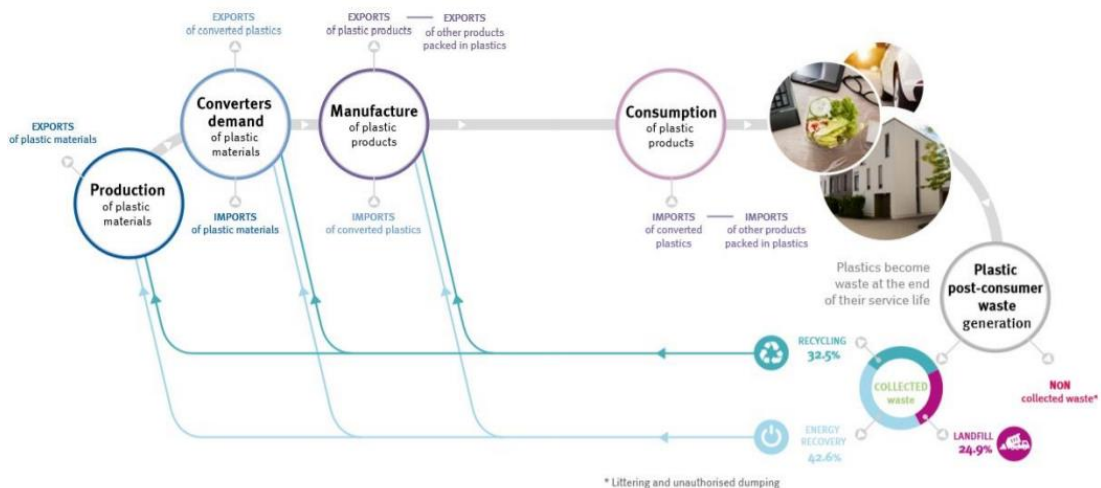 EXPORTS
of converted plastics
EXPORTS
of plastic products
EXPORTS
of other products
packed in plastics
EXPORTS
of plastic materials
Production
of plastic
materials
Converters
demand
of plastic
materials
IMPORTS
of plastic materials
Manufacture
of plastic
products
IMPORTS
of converted plastics
Consumption
of plastic
products
IMPORTS
of converted
plastics
IMPORTS
of other products
packed in plastics
Plastics become
waste at the end
of their service life
Plastic
post-consumer
waste
generation
RECYCLING
32.5%
COLLECTED
waste
NON
collected waste*
ENERGY
RECOVERY
42.6%
LANDFILL
24.9%
* Littering and unauthorised dumping